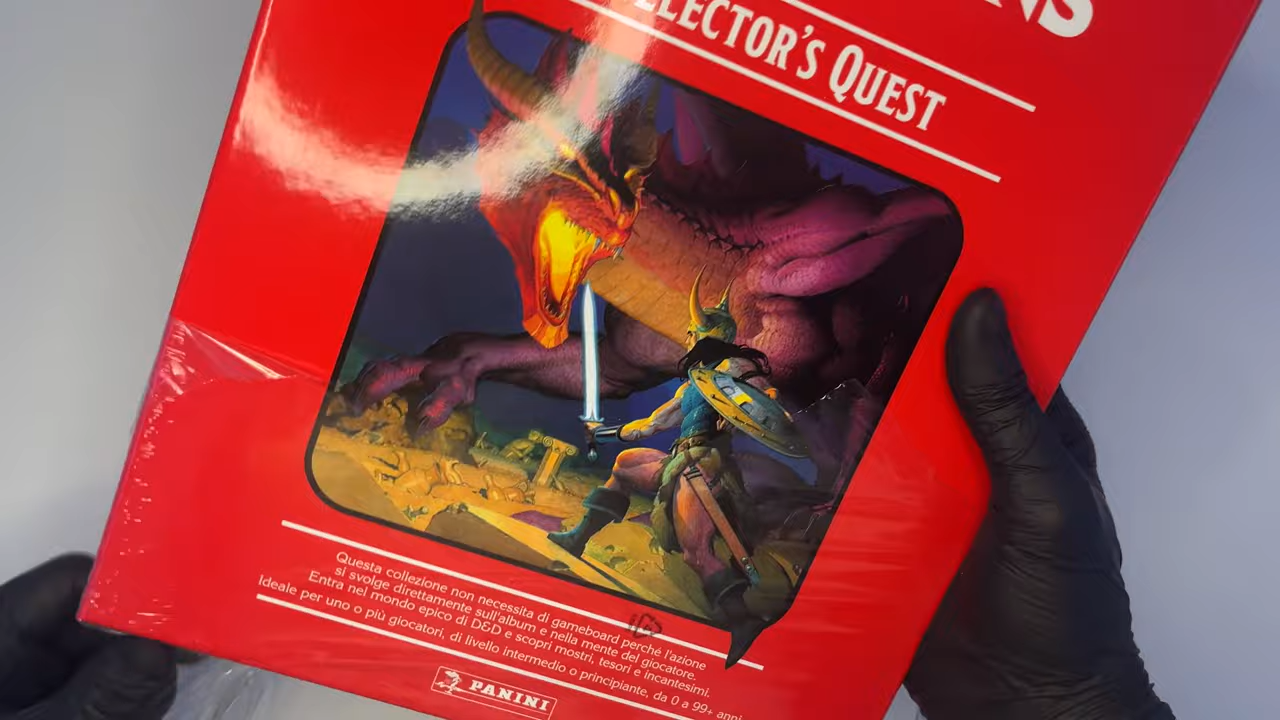 LECTOR'S QUEST
Questa collezione non necessita di gameboard perché l'azione
si svolge direttamente sull'album e nella mente del giocatore.
Entra nel mondo epico di D&D e scopri mostri, tesori e incantesimi.
Ideale per uno o più giocatori, di livello intermedio o principiante, da 0 a 99+ anni
PANINI